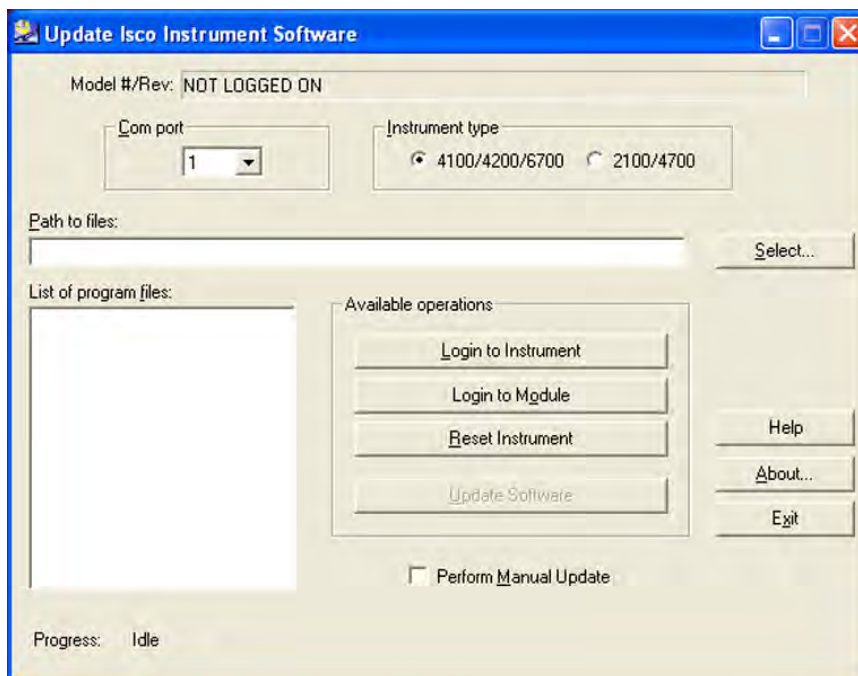 Update Isco Instrument Software
Model #/Rev: NOT LOGGED ON
Com port
1
Instrument type
4100/4200/6700
2100/4700
Path to files:
Select...
List of program files:
Available operations
Login to Instrument
Login to Module
Reset Instrument
Update Software
Help
About...
Exit
Perform Manual Update
Progress: Idle